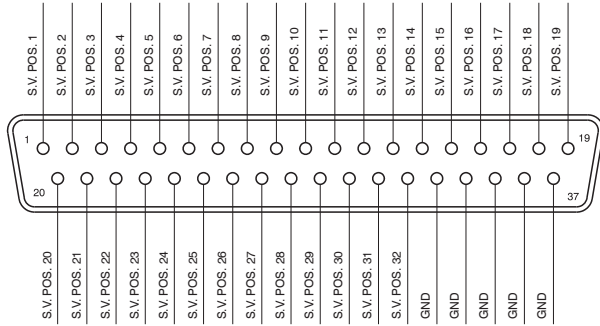 S.V. POS. 1
S.V. POS. 2
S.V. POS. 3
S.V. POS. 4
S.V. POS. 5
S.V. POS. 6
S.V. POS. 7
S.V. POS. 8
S.V. POS. 9
S.V. POS. 10
S.V. POS. 11
S.V. POS. 12
S.V. POS. 13
S.V. POS. 14
S.V. POS. 15
S.V. POS. 16
S.V. POS. 17
S.V. POS. 18
S.V. POS. 19
1
19
20
37
S.V. POS. 20
S.V. POS. 21
S.V. POS. 22
S.V. POS. 23
S.V. POS. 24
S.V. POS. 25
S.V. POS. 26
S.V. POS. 27
S.V. POS. 28
S.V. POS. 29
S.V. POS. 30
S.V. POS. 31
S.V. POS. 32
GND
GND
GND
GND
GND